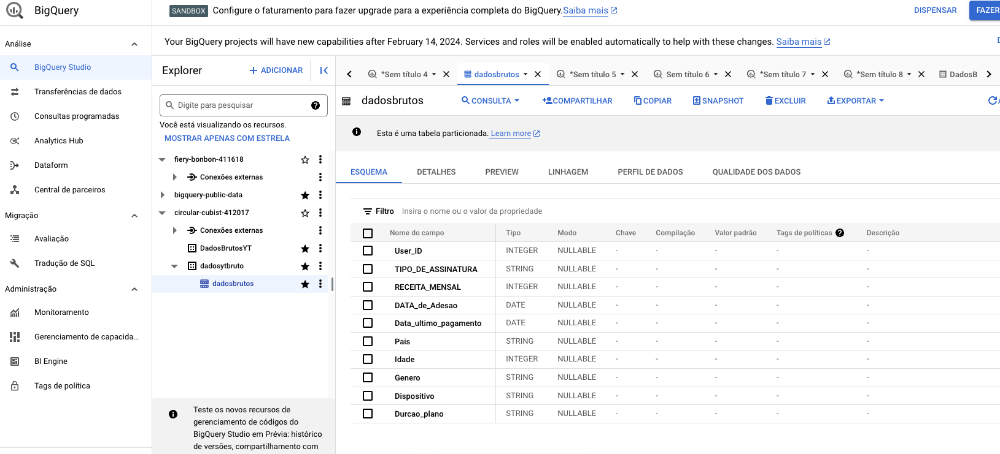 BigQuery
SANDBOX Configure o faturamento para fazer upgrade para a experiência completa do BigQuery. Saiba mais
DISPENSAR
FAZER
Your BigQuery projects will have new capabilities after February 14, 2024. Services and roles will be enabled automatically to help with these changes. Saiba mais
Análise
BigQuery Studio
Transferências de dados
Consultas programadas
Analytics Hub
Dataform
Central de parceiros
Migração
Avaliação
Tradução de SQL
Administração
Monitoramento
Gerenciamento de capacida...
BI Engine
Tags de política
Explorer
+ ADICIONAR
Digite para pesquisar
Você está visualizando os recursos.
MOSTRAR APENAS COM ESTRELA
fiery-bonbon-411618
Conexões externas
bigquery-public-data
circular-cubist-412017
Conexões externas
DadosBrutosYT
dadosytbruto
dadosbrutos
Teste os novos recursos de
gerenciamento de códigos do
BigQuery Studio em Prévia: histórico
de versões, compartilhamento com
*Sem título 4 dadosbrutos *Sem título 5 Sem título 6 *Sem título 7 *Sem título 8 DadosB
dadosbrutos CONSULTA COMPARTILHAR COPIAR SNAPSHOT EXCLUIR EXPORTAR
Esta é uma tabela particionada. Learn more
ESQUEMA DETALHES PREVIEW LINHAGEM PERFIL DE DADOS QUALIDADE DOS DADOS
Filtro Insira o nome ou o valor da propriedade
Nome do campo Tipo Modo Chave Compilação Valor padrão Tags de políticas Descrição
User_ID INTEGER NULLABLE - - - - -
TIPO_DE_ASSINATURA STRING NULLABLE - - - - -
RECEITA_MENSAL INTEGER NULLABLE - - - - -
DATA_de_Adesao DATE NULLABLE - - - - -
Data_ultimo_pagamento DATE NULLABLE - - - - -
Pais STRING NULLABLE - - - - -
Idade INTEGER NULLABLE - - - - -
Genero STRING NULLABLE - - - - -
Dispositivo STRING NULLABLE - - - - -
Durcao_plano STRING NULLABLE - - - - -